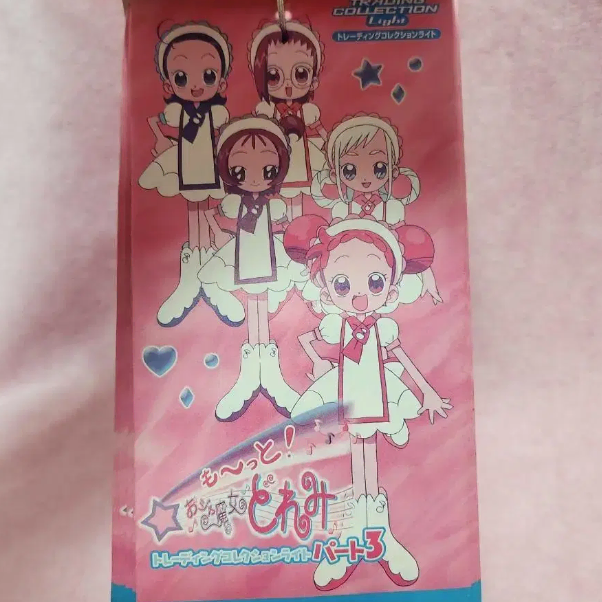 TRADING
COLLECTION
Light
トレーディングコレクションライト
も〜っと!
おジャ魔女
どれみ
トレーディングコレクションライト パート3